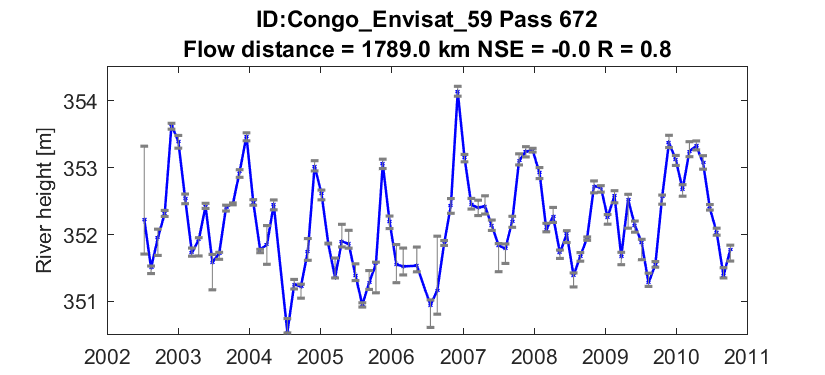 ID:Congo_Envisat_59 Pass 672
Flow distance = 1789.0 km NSE = -0.0 R = 0.8
River height [m]
354
353
352
351
2002 2003 2004 2005 2006 2007 2008 2009 2010 2011